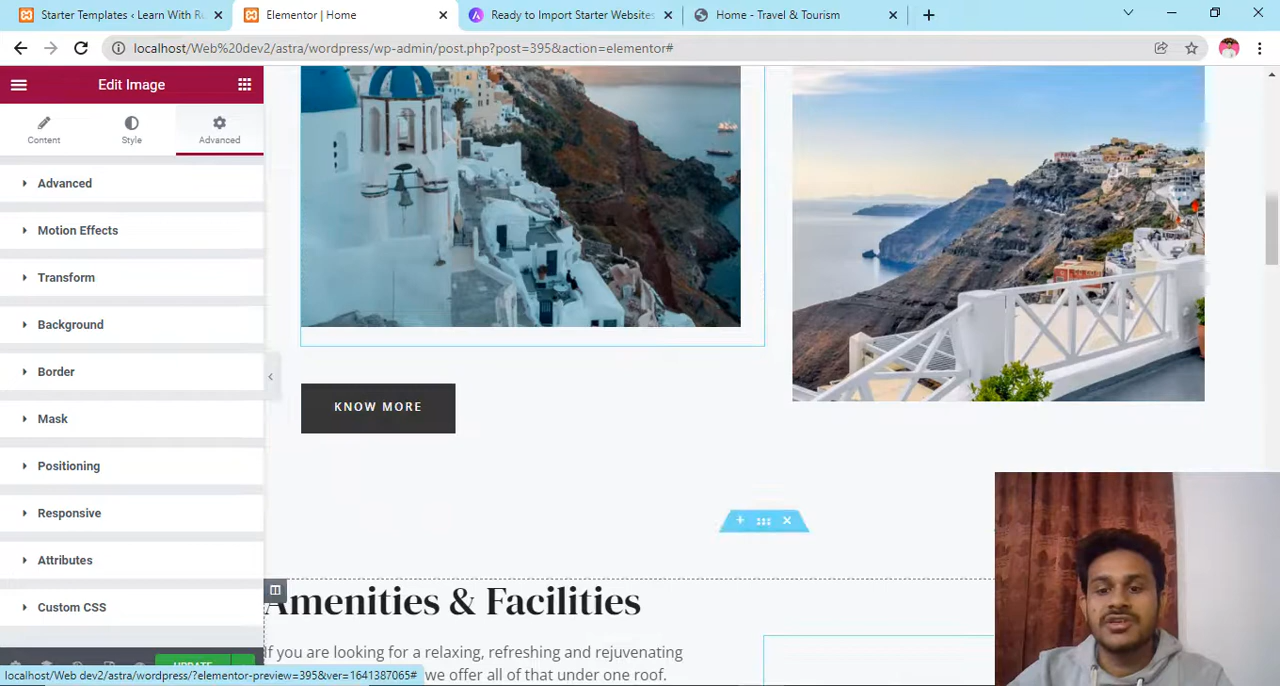 Starter Templates ‹ Learn With Ru
Elementor | Home
Ready to Import Starter Websites
Home - Travel & Tourism
localhost/Web%20dev2/astra/wordpress/wp-admin/post.php?post=395&action=elementor#
Edit Image
Content
Style
Advanced
Advanced
Motion Effects
Transform
Background
Border
Mask
Positioning
Responsive
Attributes
Custom CSS
UPDATE
KNOW MORE
Amenities & Facilities
If you are looking for a relaxing, refreshing and rejuvenating
we offer all of that under one roof.
localhost/Web dev2/astra/wordpress/?elementor-preview=395&ver=1641387065#